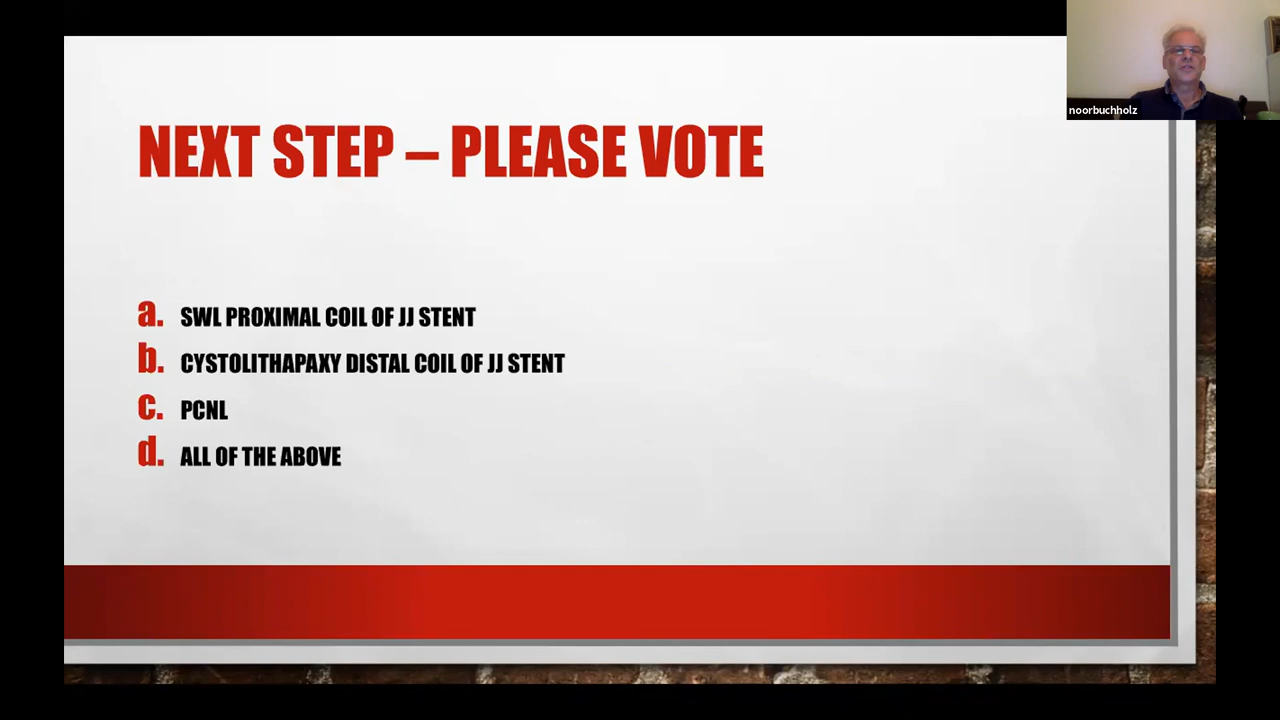 noorbuchholz
NEXT STEP – PLEASE VOTE
a. SWL PROXIMAL COIL OF JJ STENT
b. CYSTOLITHAPAXY DISTAL COIL OF JJ STENT
c. PCNL
d. ALL OF THE ABOVE